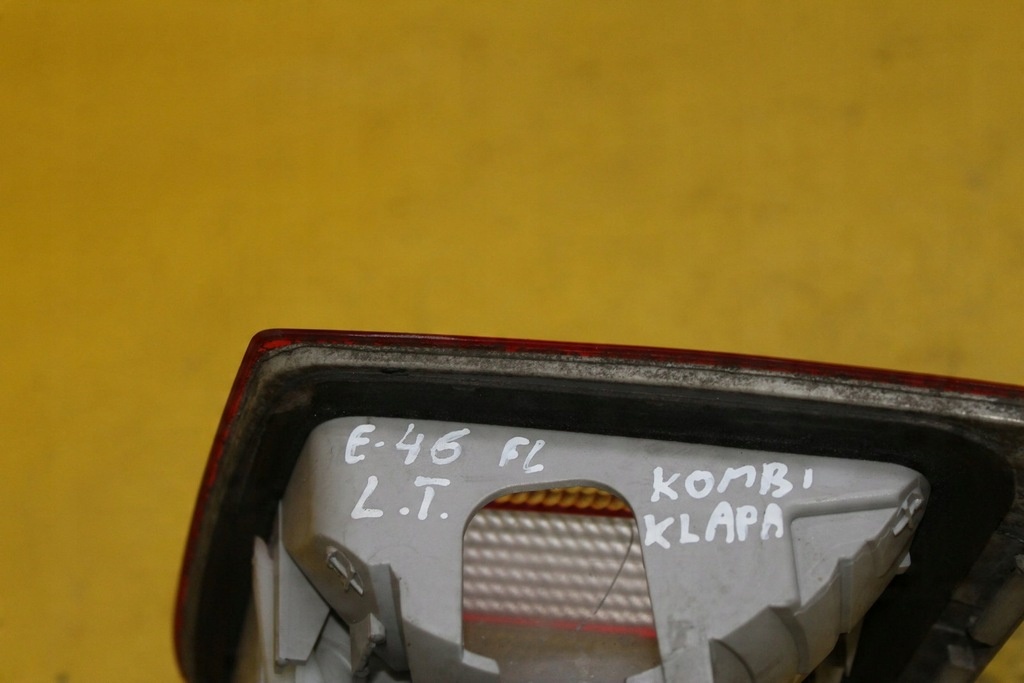 E-46 FL
L.T.
KOMBI
KLAPA